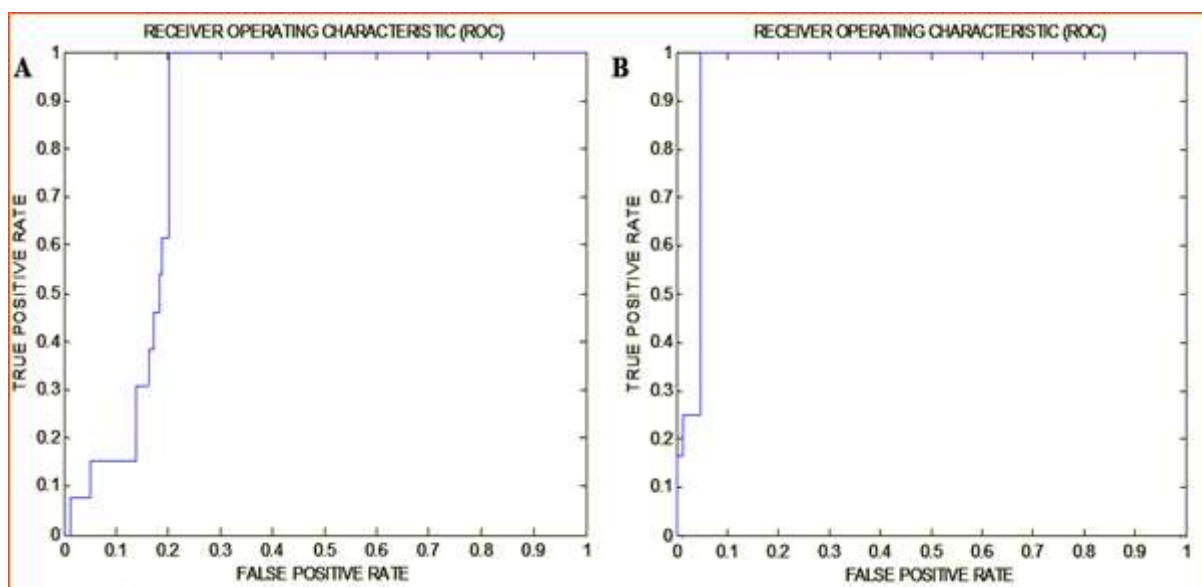 RECEIVER OPERATING CHARACTERISTIC (ROC)
A
1
0.9
0.8
0.7
0.6
0.5
0.4
0.3
0.2
0.1
0
TRUE POSITIVE RATE
0 0.1 0.2 0.3 0.4 0.5 0.6 0.7 0.8 0.9 1
FALSE POSITIVE RATE
RECEIVER OPERATING CHARACTERISTIC (ROC)
B
1
0.9
0.8
0.7
0.6
0.5
0.4
0.3
0.2
0.1
0
TRUE POSITIVE RATE
0 0.1 0.2 0.3 0.4 0.5 0.6 0.7 0.8 0.9 1
FALSE POSITIVE RATE